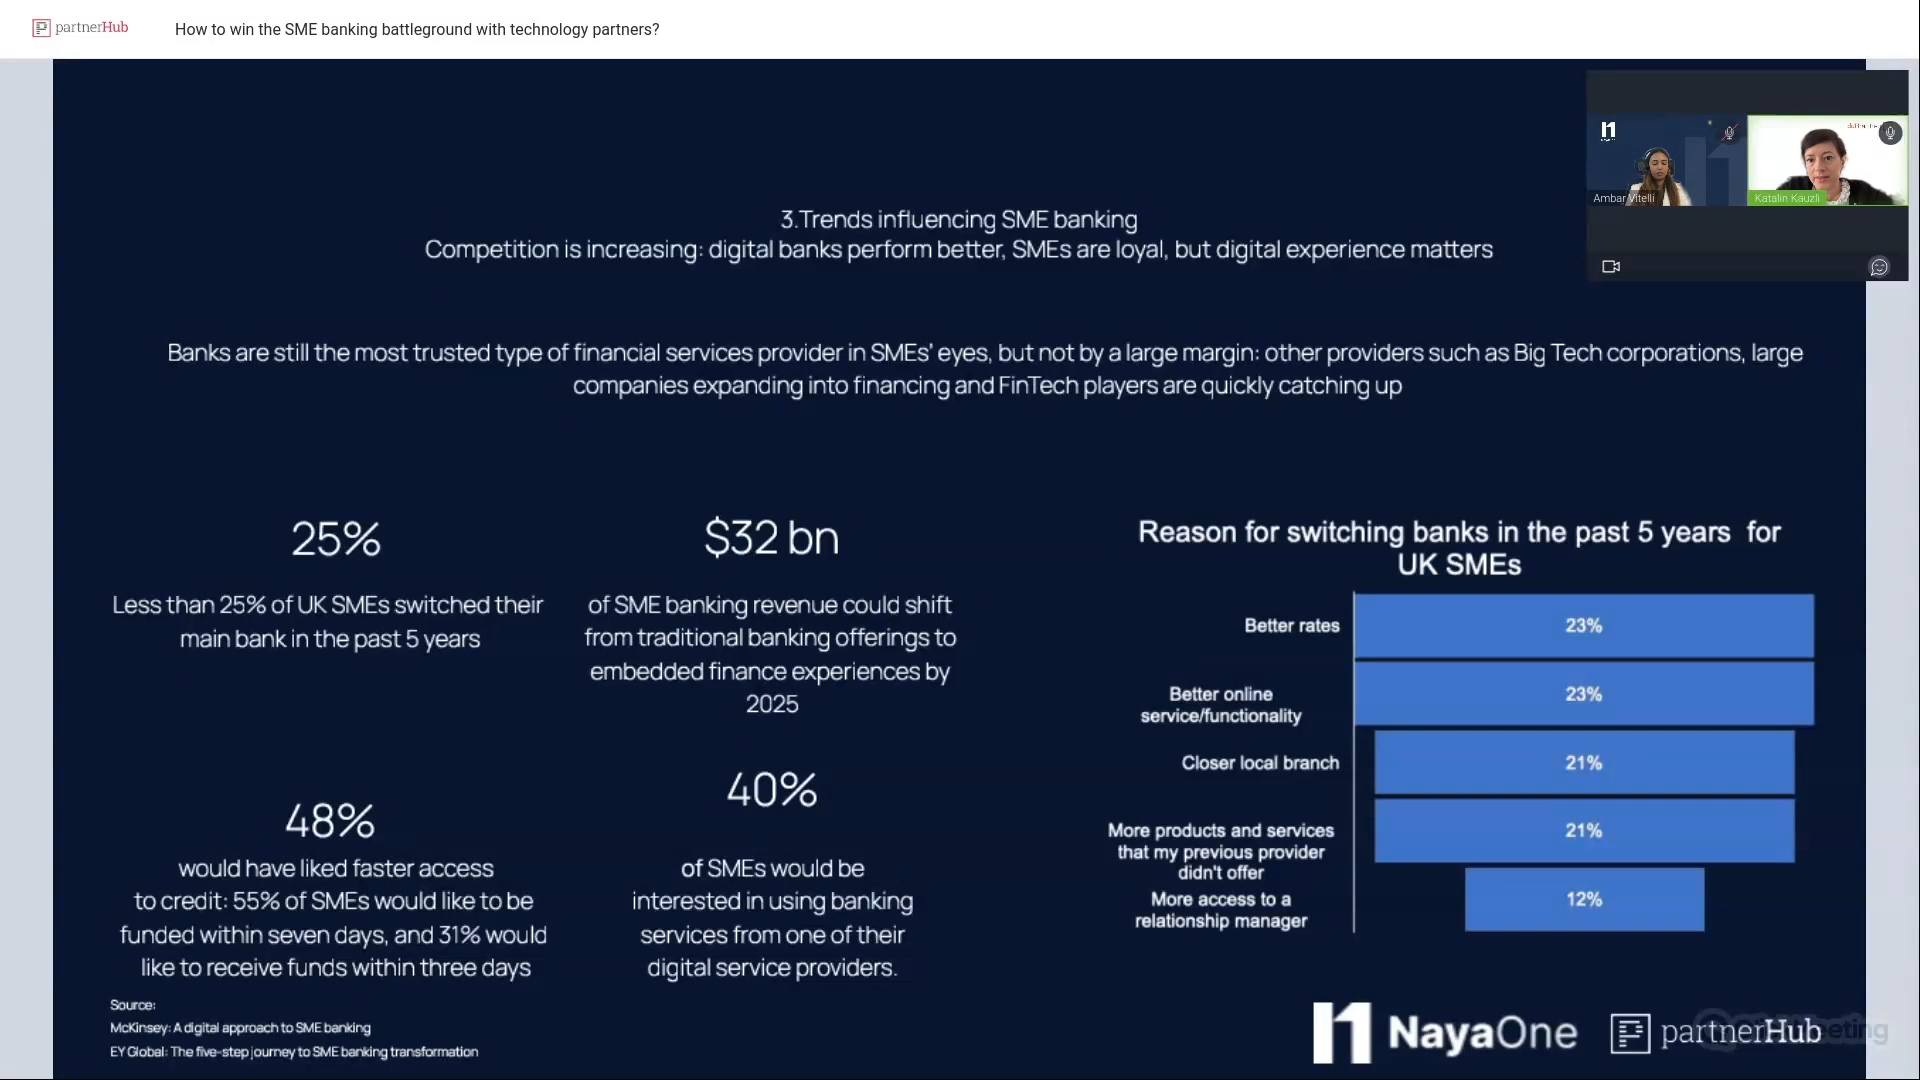 partnerHub
How to win the SME banking battleground with technology partners?
Ambar Vitelli
Katalin Kauzli
3.Trends influencing SME banking
Competition is increasing: digital banks perform better, SMEs are loyal, but digital experience matters
Banks are still the most trusted type of financial services provider in SMEs' eyes, but not by a large margin: other providers such as Big Tech corporations, large
companies expanding into financing and FinTech players are quickly catching up
25%
Less than 25% of UK SMEs switched their
main bank in the past 5 years
$32 bn
of SME banking revenue could shift
from traditional banking offerings to
embedded finance experiences by
2025
48%
would have liked faster access
to credit: 55% of SMEs would like to be
funded within seven days, and 31% would
like to receive funds within three days
40%
of SMEs would be
interested in using banking
services from one of their
digital service providers.
Reason for switching banks in the past 5 years for
UK SMEs
Better rates
23%
Better online
service/functionality
23%
Closer local branch
21%
More products and services
that my previous provider
didn't offer
21%
More access to a
relationship manager
12%
Source:
McKinsey: A digital approach to SME banking
EY Global: The five-step journey to SME banking transformation
NayaOne
partnerHub